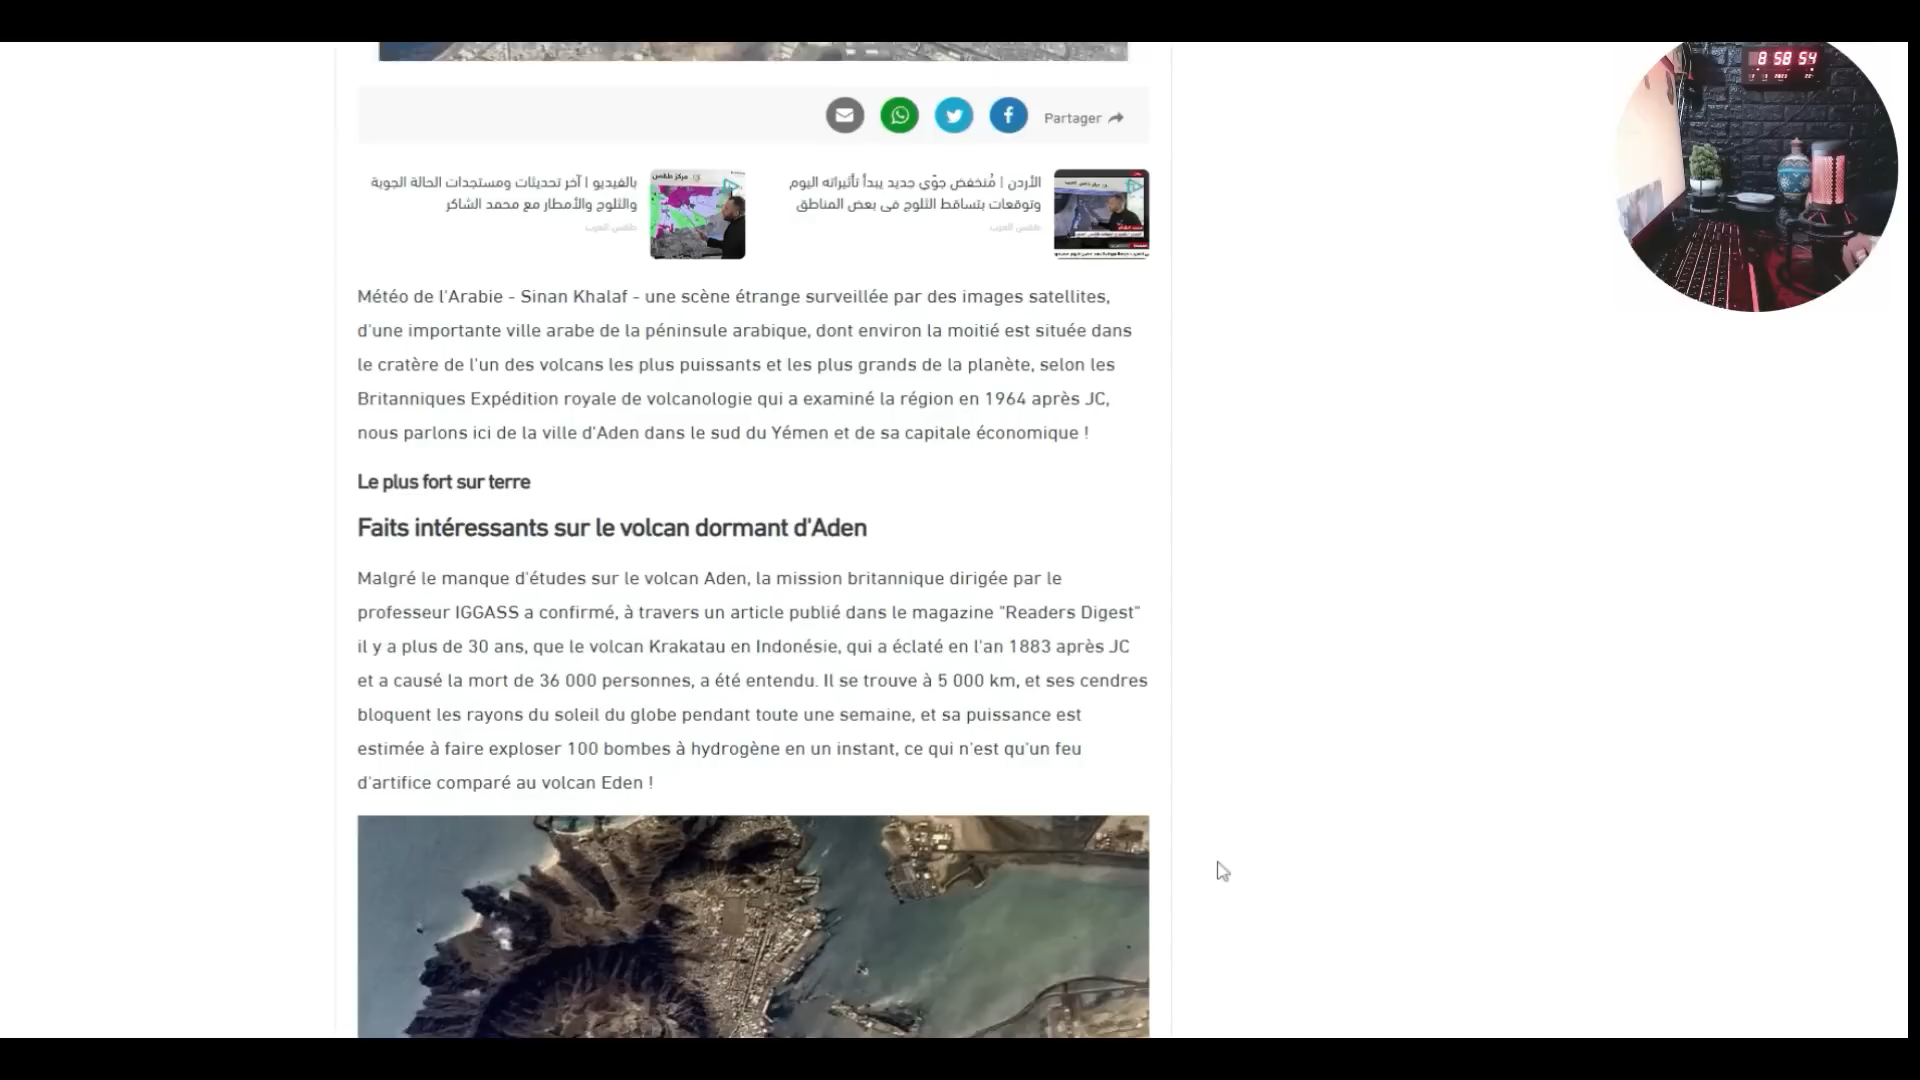 8 58 54
Partager
الأردن | مُنخفض جوّي جديد يبدأ تأثيراته اليوم
وتوقعات بتساقط الثلوج في بعض المناطق
طقس العرب
بالفيديو | آخر تحديثات ومستجدات الحالة الجوية
والثلوج والأمطار مع محمد الشاكر
طقس العرب
مركز طقس
Météo de l'Arabie - Sinan Khalaf - une scène étrange surveillée par des images satellites,
d'une importante ville arabe de la péninsule arabique, dont environ la moitié est située dans
le cratère de l'un des volcans les plus puissants et les plus grands de la planète, selon les
Britanniques Expédition royale de volcanologie qui a examiné la région en 1964 après JC,
nous parlons ici de la ville d'Aden dans le sud du Yémen et de sa capitale économique !
Le plus fort sur terre
Faits intéressants sur le volcan dormant d'Aden
Malgré le manque d'études sur le volcan Aden, la mission britannique dirigée par le
professeur IGGASS a confirmé, à travers un article publié dans le magazine "Readers Digest"
il y a plus de 30 ans, que le volcan Krakatau en Indonésie, qui a éclaté en l'an 1883 après JC
et a causé la mort de 36 000 personnes, a été entendu. Il se trouve à 5 000 km, et ses cendres
bloquent les rayons du soleil du globe pendant toute une semaine, et sa puissance est
estimée à faire exploser 100 bombes à hydrogène en un instant, ce qui n'est qu'un feu
d'artifice comparé au volcan Eden !